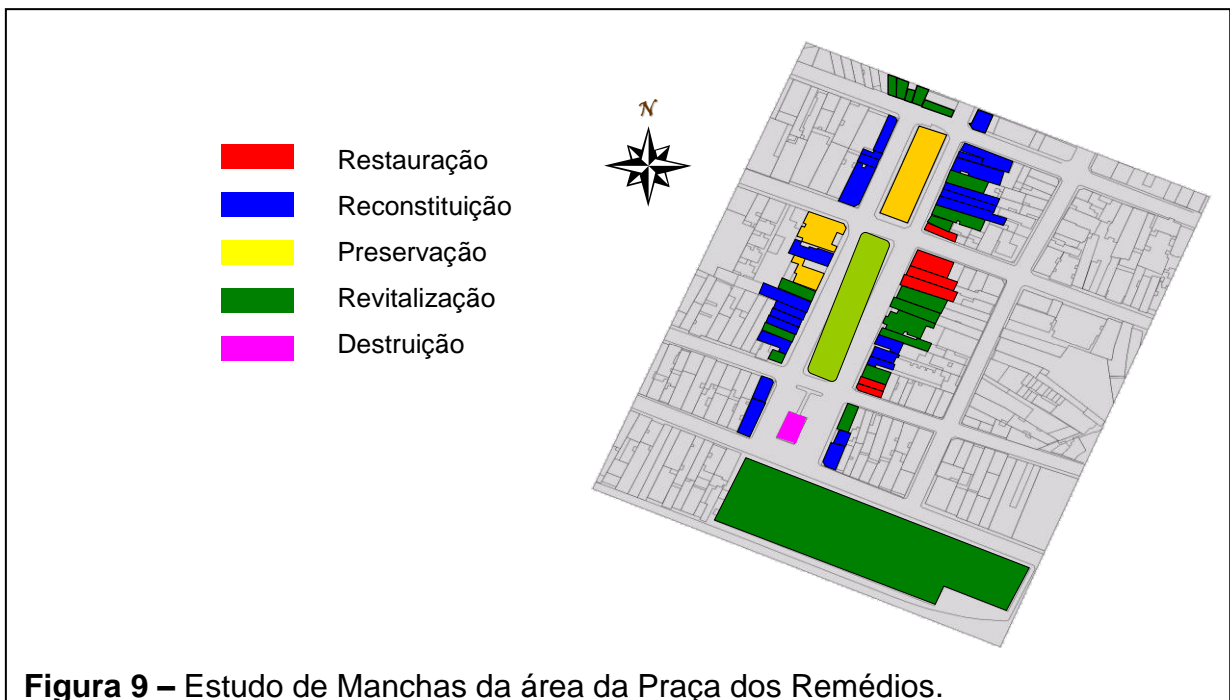 N
Restauração
Reconstituição
Preservação
Revitalização
Destruição
Figura 9 – Estudo de Manchas da área da Praça dos Remédios.